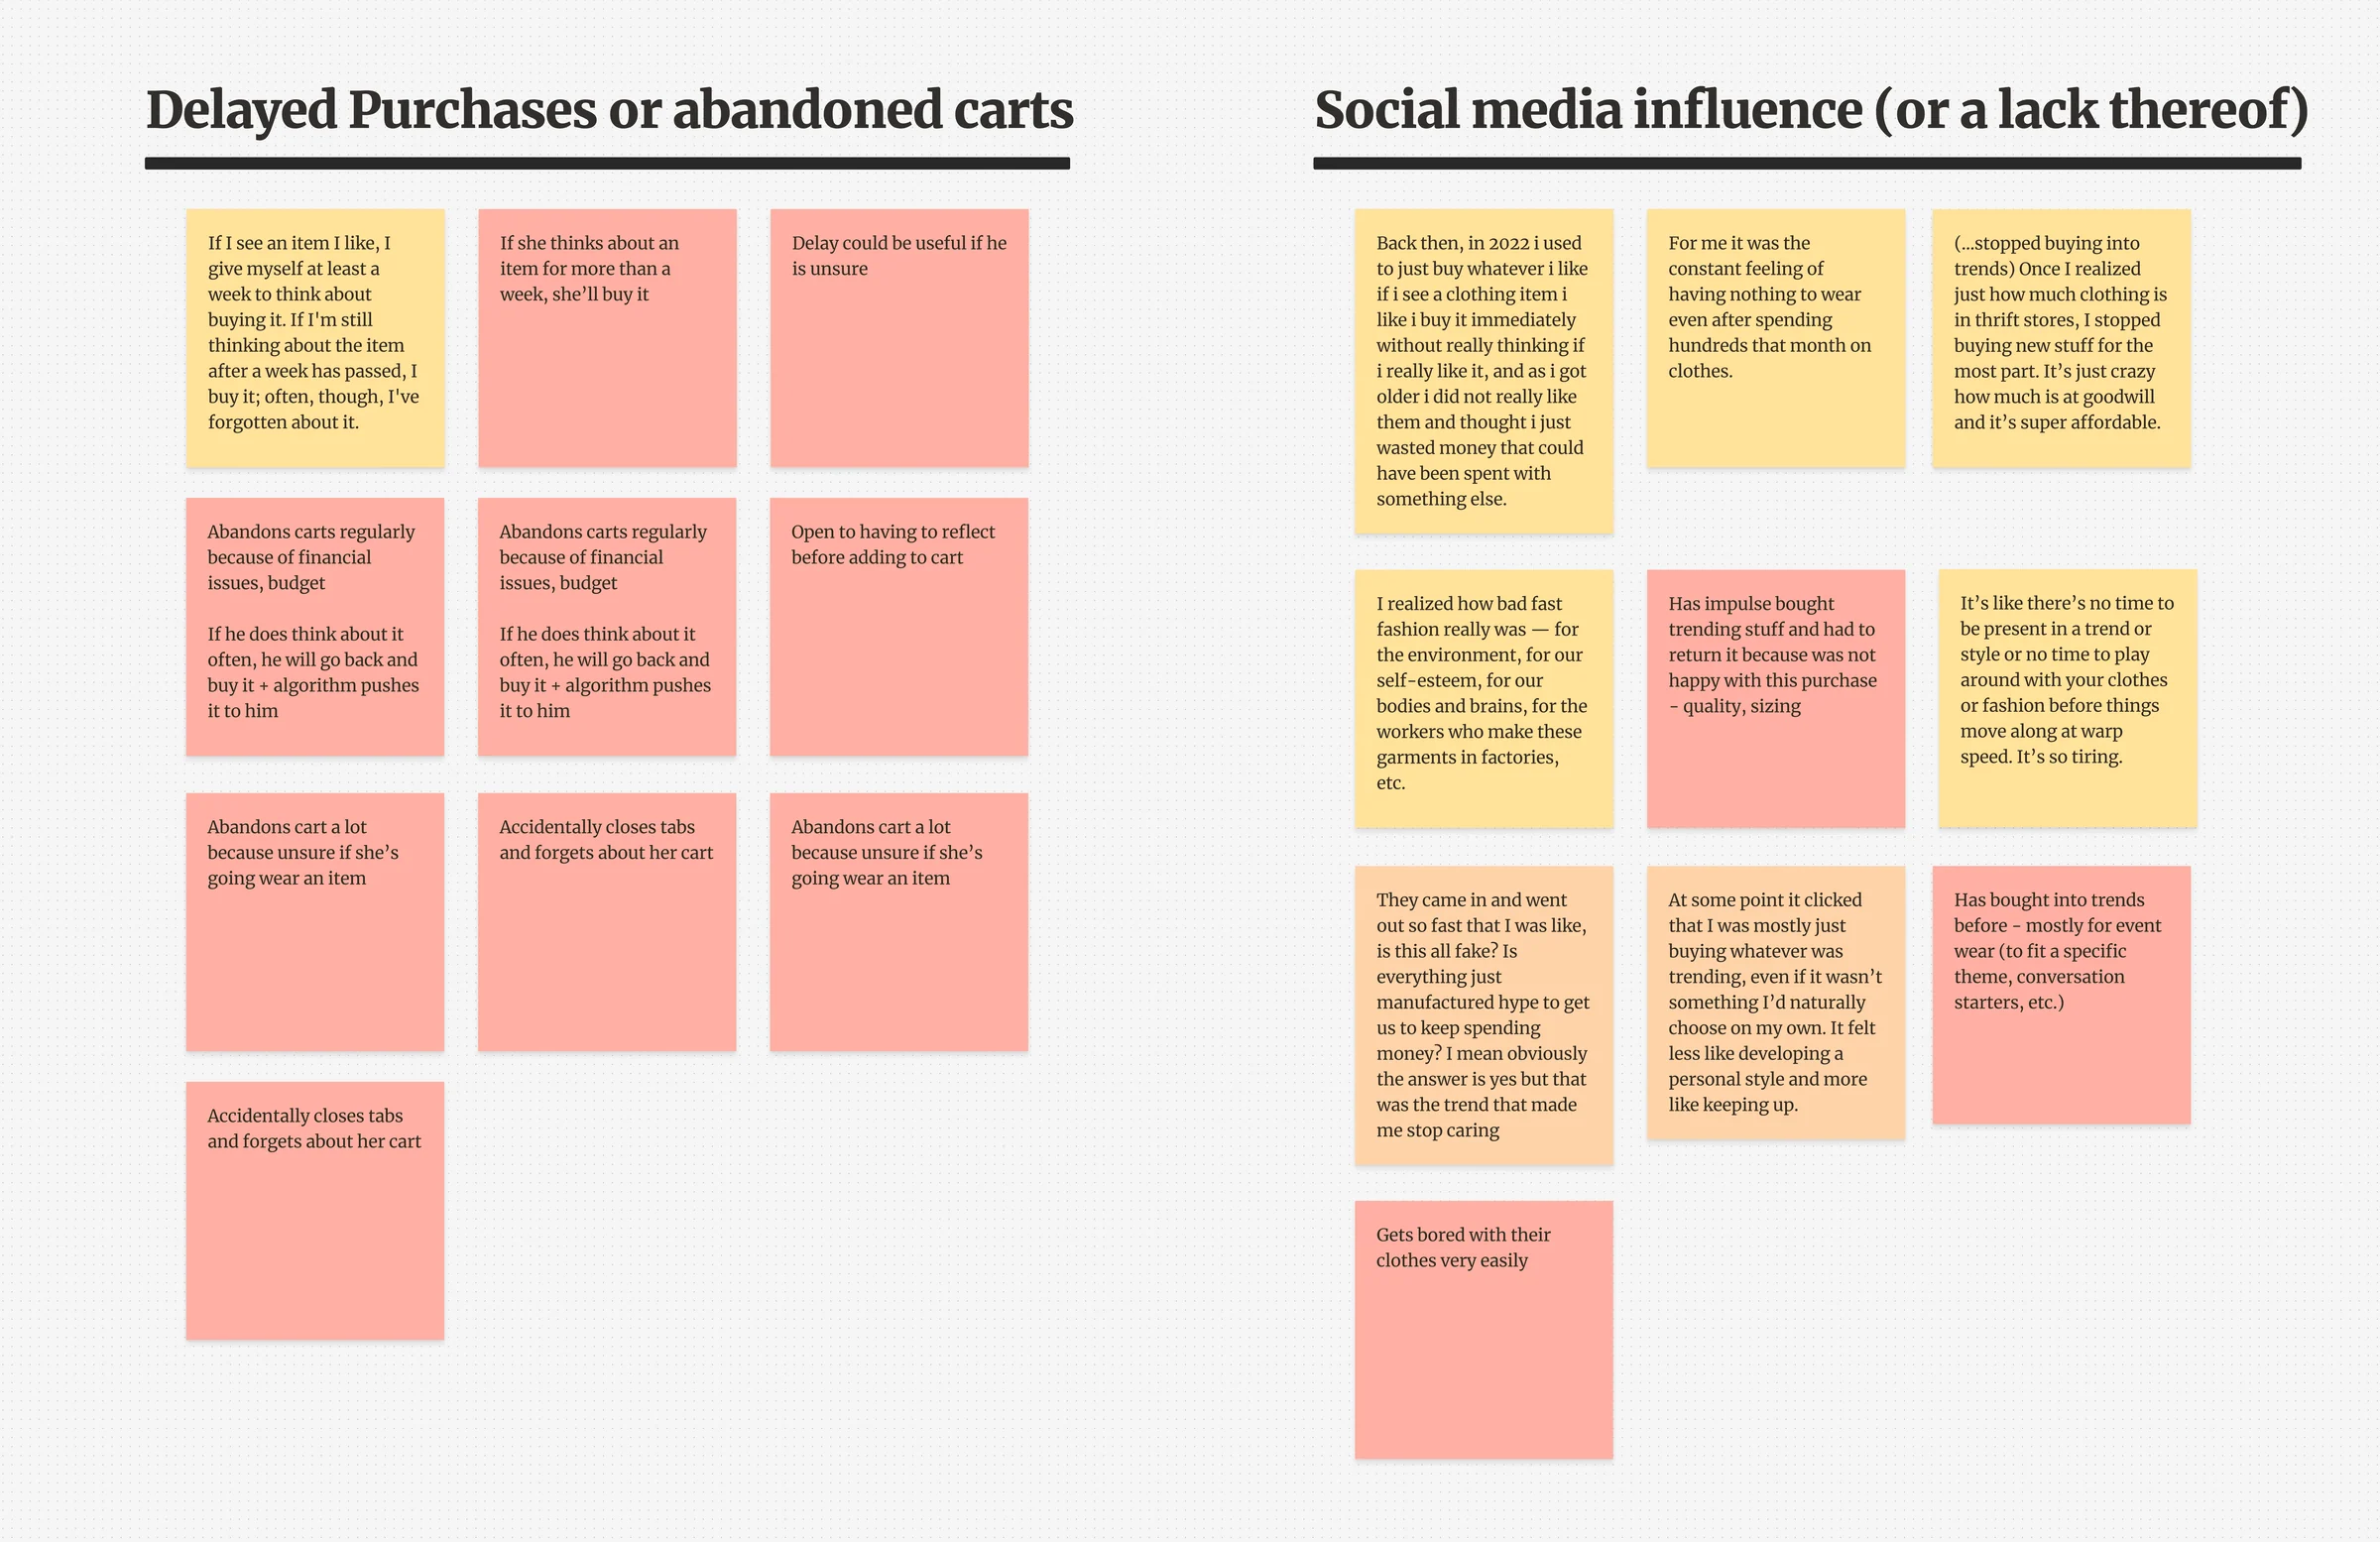 Delayed Purchases or abandoned carts
If I see an item I like, I
give myself at least a
week to think about
buying it. If I'm still
thinking about the item
after a week has passed, I
buy it; often, though, I've
forgotten about it.
If she thinks about an
item for more than a
week, she’ll buy it
Delay could be useful if he
is unsure
Abandons carts regularly
because of financial
issues, budget
If he does think about it
often, he will go back and
buy it + algorithm pushes
it to him
Abandons carts regularly
because of financial
issues, budget
If he does think about it
often, he will go back and
buy it + algorithm pushes
it to him
Open to having to reflect
before adding to cart
Abandons cart a lot
because unsure if she’s
going wear an item
Accidentally closes tabs
and forgets about her cart
Abandons cart a lot
because unsure if she’s
going wear an item
Accidentally closes tabs
and forgets about her cart
Social media influence (or a lack thereof)
Back then, in 2022 i used
to just buy whatever i like
if i see a clothing item i
like i buy it immediately
without really thinking if
i really like it, and as i got
older i did not really like
them and thought i just
wasted money that could
have been spent with
something else.
For me it was the
constant feeling of
having nothing to wear
even after spending
hundreds that month on
clothes.
(...stopped buying into
trends) Once I realized
just how much clothing is
in thrift stores, I stopped
buying new stuff for the
most part. It’s just crazy
how much is at goodwill
and it’s super affordable.
I realized how bad fast
fashion really was — for
the environment, for our
self-esteem, for our
bodies and brains, for the
workers who make these
garments in factories,
etc.
Has impulse bought
trending stuff and had to
return it because was not
happy with this purchase
- quality, sizing
It’s like there’s no time to
be present in a trend or
style or no time to play
around with your clothes
or fashion before things
move along at warp
speed. It’s so tiring.
They came in and went
out so fast that I was like,
is this all fake? Is
everything just
manufactured hype to get
us to keep spending
money? I mean obviously
the answer is yes but that
was the trend that made
me stop caring
At some point it clicked
that I was mostly just
buying whatever was
trending, even if it wasn’t
something I’d naturally
choose on my own. It felt
less like developing a
personal style and more
like keeping up.
Has bought into trends
before - mostly for event
wear (to fit a specific
theme, conversation
starters, etc.)
Gets bored with their
clothes very easily